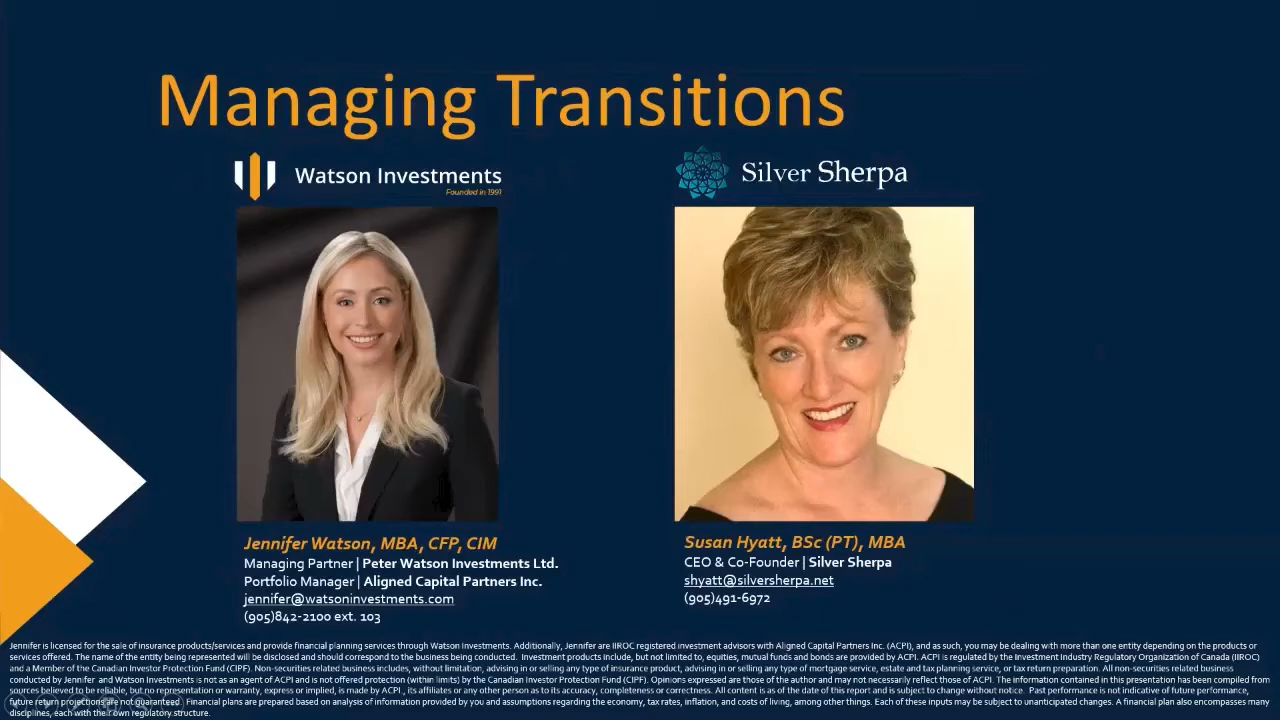 Managing Transitions
Watson Investments
Founded in 1991
Silver Sherpa
Jennifer Watson, MBA, CFP, CIM
Managing Partner | Peter Watson Investments Ltd.
Portfolio Manager | Aligned Capital Partners Inc.
jennifer@watsoninvestments.com
(905)842-2100 ext. 103
Susan Hyatt, BSc (PT), MBA
CEO & Co-Founder | Silver Sherpa
shyatt@silversherpa.net
(905)491-6972
Jennifer is licensed for the sale of insurance products/services and provide financial planning services through Watson Investments. Additionally, Jennifer are IIROC registered investment advisors with Aligned Capital Partners Inc. (ACPI), and as such, you may be dealing with more than one entity depending on the products or
services offered. The name of the entity being represented will be disclosed and should correspond to the business being conducted. Investment products include, but not limited to, equities, mutual funds and bonds are provided by ACPI. ACPI is regulated by the Investment Industry Regulatory Organization of Canada (IIROC)
and a Member of the Canadian Investor Protection Fund (CIPF). Non-securities related business includes, without limitation, advising in or selling any type of insurance product, advising in or selling any type of mortgage service, estate and tax planning service, or tax return preparation. All non-securities related business
conducted by Jennifer and Watson Investments is not as an agent of ACPI and is not offered protection (within limits) by the Canadian Investor Protection Fund (CIPF). Opinions expressed are those of the author and may not necessarily reflect those of ACPI. The information contained in this presentation has been compiled from
sources believed to be reliable, but no representation or warranty, express or implied, is made by ACPI , its affiliates or any other person as to its accuracy, completeness or correctness. All content is as of the date of this report and is subject to change without notice. Past performance is not indicative of future performance,
future return projections are not guaranteed. Financial plans are prepared based on analysis of information provided by you and assumptions regarding the economy, tax rates, inflation, and costs of living, among other things. Each of these inputs may be subject to unanticipated changes. A financial plan also encompasses many
disciplines, each with their own regulatory structure.